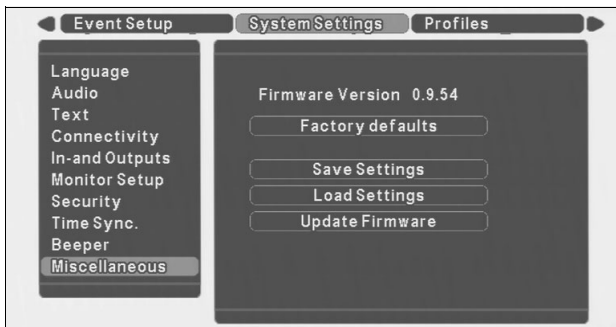 Event Setup System Settings Profiles
Language
Audio
Text
Connectivity
In-and Outputs
Monitor Setup
Security
Time Sync.
Beeper
Miscellaneous
Firmware Version 0.9.54
Factory defaults
Save Settings
Load Settings
Update Firmware